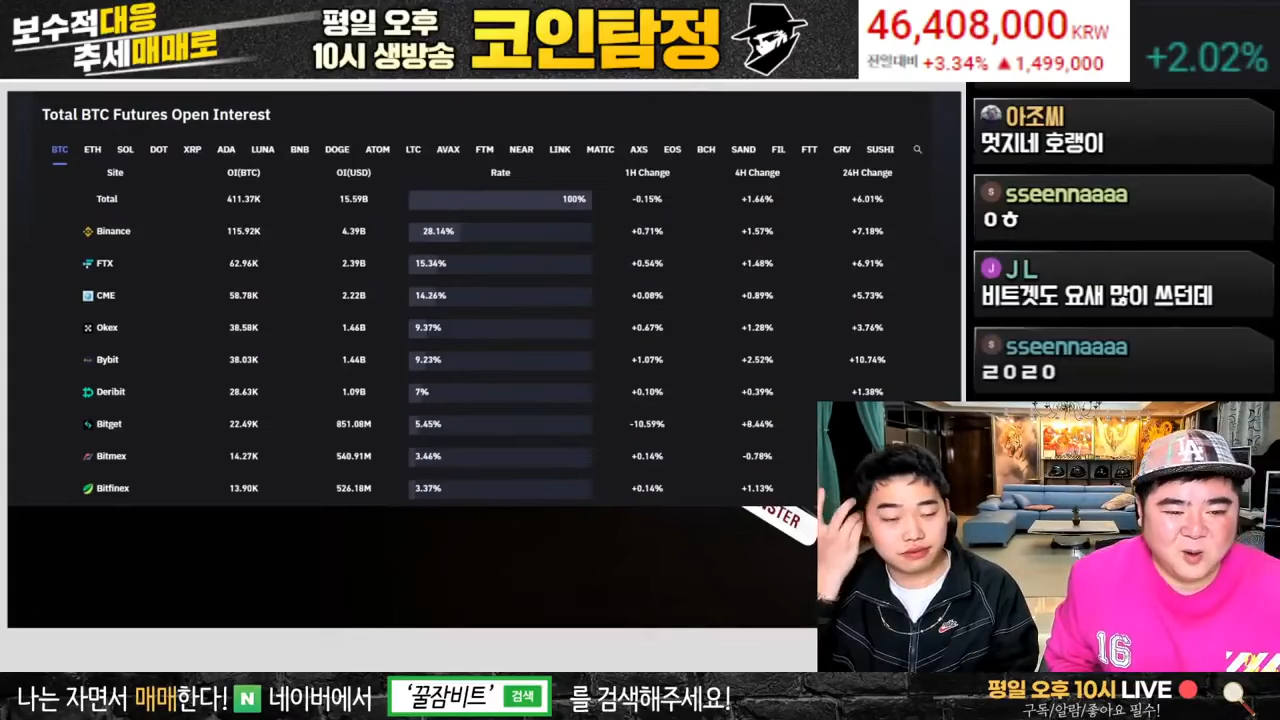 보수적대응
추세매매로
평일 오후
10시 생방송
코인탐정
46,408,000 KRW
전일대비 +3.34% ▲1,499,000
+2.02%
Total BTC Futures Open Interest
BTC ETH SOL DOT XRP ADA LUNA BNB DOGE ATOM LTC AVAX FTM NEAR LINK MATIC AXS EOS BCH SAND FIL FTT CRV SUSHI
Site OI(BTC) OI(USD) Rate 1H Change 4H Change 24H Change
Total 411.37K 15.59B 100% -0.15% +1.66% +6.01%
Binance 115.92K 4.39B 28.14% +0.71% +1.57% +7.18%
FTX 62.96K 2.39B 15.34% +0.54% +1.48% +6.91%
CME 58.78K 2.22B 14.26% +0.08% +0.89% +5.73%
Okex 38.58K 1.46B 9.37% +0.67% +1.28% +3.76%
Bybit 38.03K 1.44B 9.23% +1.07% +2.52% +10.74%
Deribit 28.63K 1.09B 7% +0.10% +0.39% +1.38%
Bitget 22.49K 851.08M 5.45% -10.59% +8.44%
Bitmex 14.27K 540.91M 3.46% +0.14% -0.78%
Bitfinex 13.90K 526.18M 3.37% +0.14% +1.13%
아조씨
멋지네 호랭이
s sseennaaaa
ㅇㅎ
J J L
비트겟도 요새 많이 쓰던데
s sseennaaaa
ㄹㅇㄹㅇ
LA
16
나는 자면서 매매한다! N 네이버에서 '꿀잠비트' 검색 를 검색해주세요!
평일 오후 10시 LIVE
구독/알람/좋아요 필수!